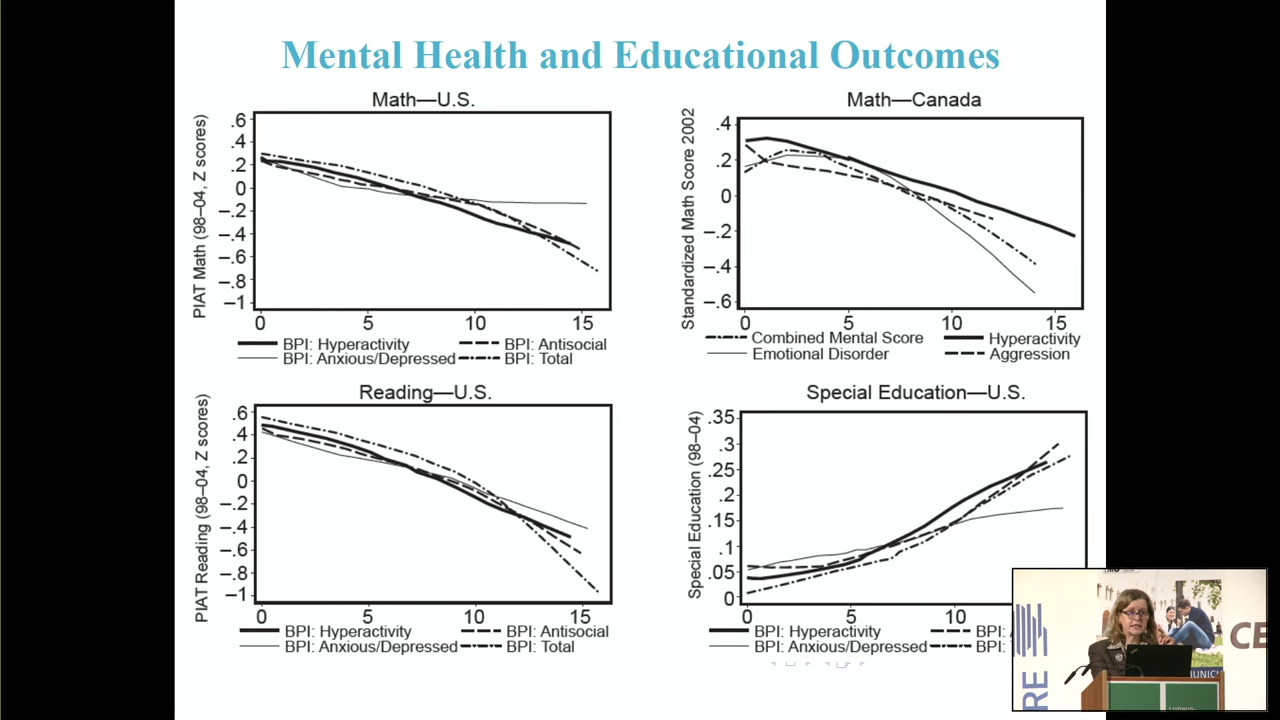 Mental Health and Educational Outcomes
Math—U.S.
PIAT Math (98–04, Z scores)
.6
.4
.2
0
−.2
−.4
−.6
−.8
−1
0 5 10 15
BPI: Hyperactivity BPI: Antisocial
BPI: Anxious/Depressed BPI: Total
Math—Canada
Standardized Math Score 2002
.4
.2
0
−.2
−.4
−.6
0 5 10 15
Combined Mental Score Hyperactivity
Emotional Disorder Aggression
Reading—U.S.
PIAT Reading (98–04, Z scores)
.6
.4
.2
0
−.2
−.4
−.6
−.8
−1
0 5 10 15
BPI: Hyperactivity BPI: Antisocial
BPI: Anxious/Depressed BPI: Total
Special Education—U.S.
Special Education (98–04)
.35
.3
.25
.2
.15
.1
.05
0
0 5 10
BPI: Hyperactivity BPI:
BPI: Anxious/Depressed BPI:
RE
CE
MUNICH
LUDWIG-